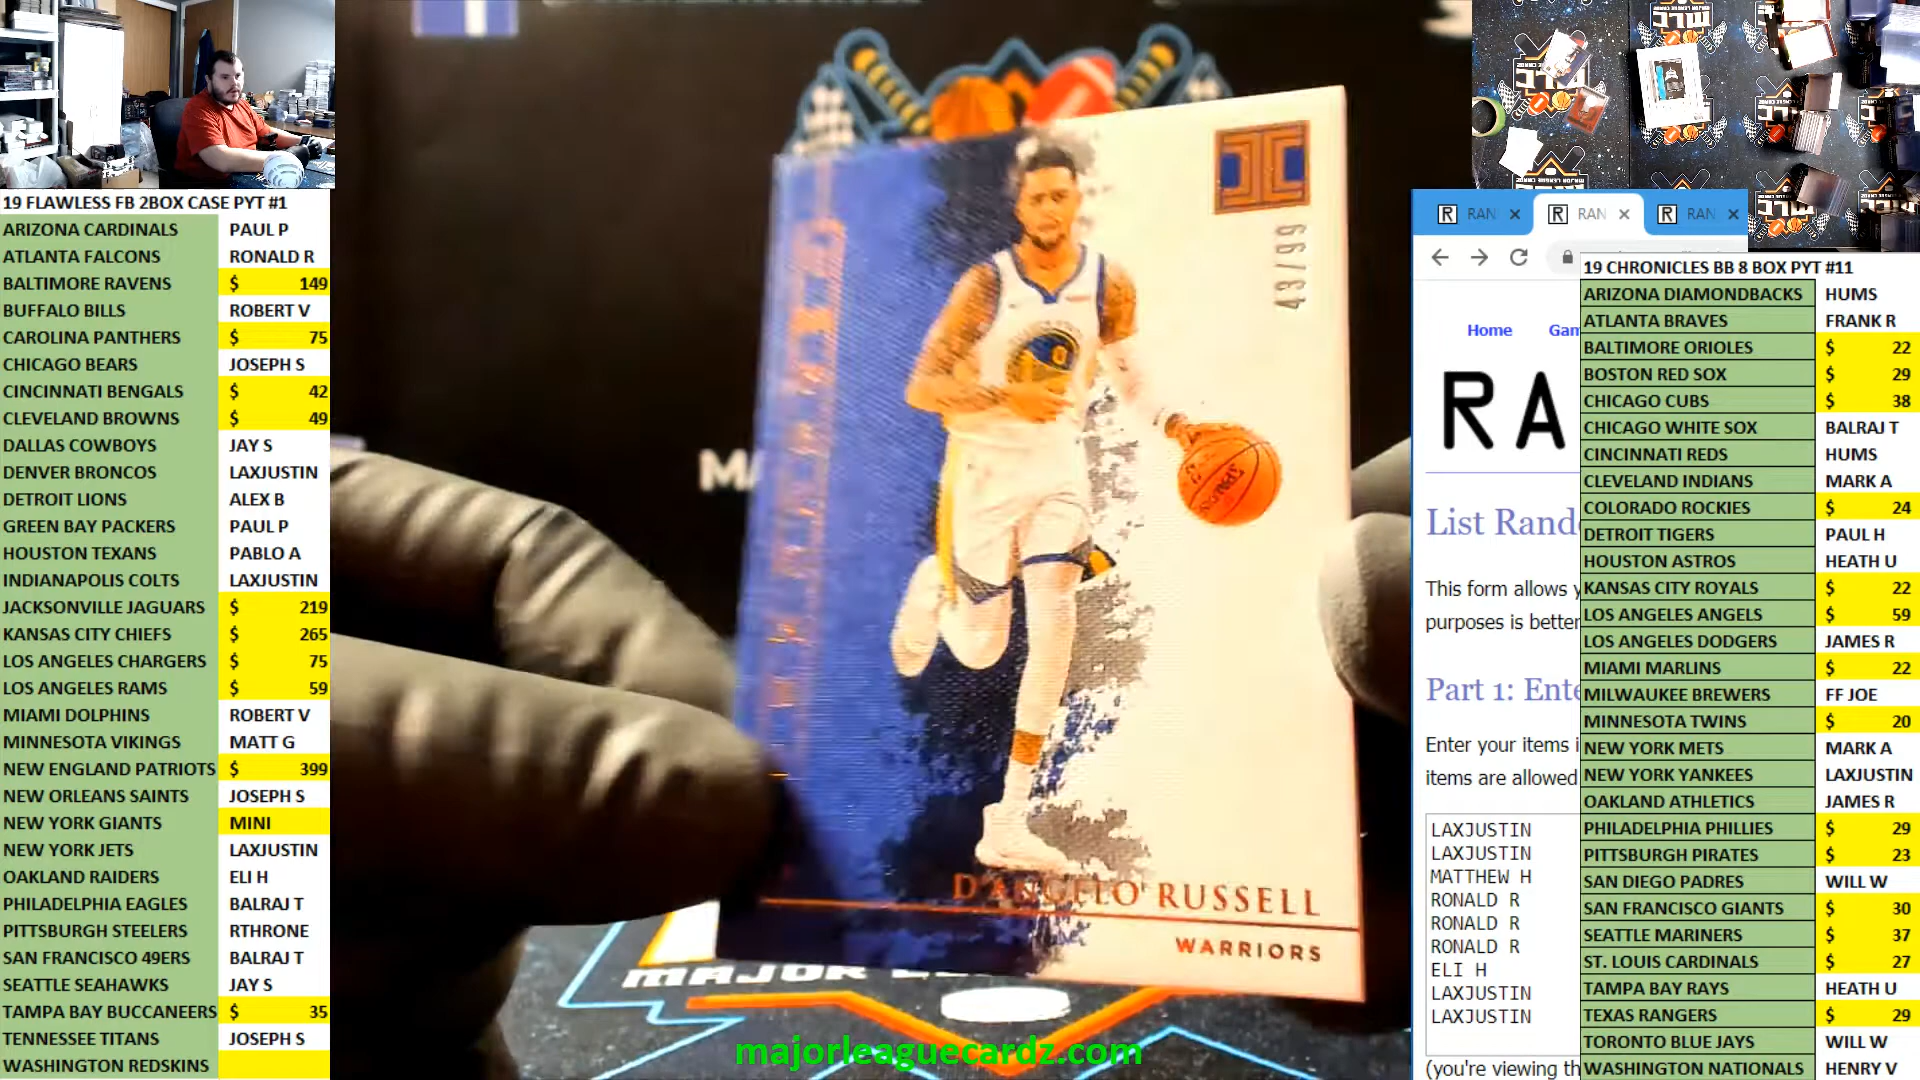 19 FLAWLESS FB 2BOX CASE PYT #1
ARIZONA CARDINALS PAUL P
ATLANTA FALCONS RONALD R
BALTIMORE RAVENS $ 149
BUFFALO BILLS ROBERT V
CAROLINA PANTHERS $ 75
CHICAGO BEARS JOSEPH S
CINCINNATI BENGALS $ 42
CLEVELAND BROWNS $ 49
DALLAS COWBOYS JAY S
DENVER BRONCOS LAXJUSTIN
DETROIT LIONS ALEX B
GREEN BAY PACKERS PAUL P
HOUSTON TEXANS PABLO A
INDIANAPOLIS COLTS LAXJUSTIN
JACKSONVILLE JAGUARS $ 219
KANSAS CITY CHIEFS $ 265
LOS ANGELES CHARGERS $ 75
LOS ANGELES RAMS $ 59
MIAMI DOLPHINS ROBERT V
MINNESOTA VIKINGS MATT G
NEW ENGLAND PATRIOTS $ 399
NEW ORLEANS SAINTS JOSEPH S
NEW YORK GIANTS MINI
NEW YORK JETS LAXJUSTIN
OAKLAND RAIDERS ELI H
PHILADELPHIA EAGLES BALRAJ T
PITTSBURGH STEELERS RTHRONE
SAN FRANCISCO 49ERS BALRAJ T
SEATTLE SEAHAWKS JAY S
TAMPA BAY BUCCANEERS $ 35
TENNESSEE TITANS JOSEPH S
WASHINGTON REDSKINS
43/99
D'ANGELO RUSSELL
WARRIORS
MAJOR
majorleaguecardz.com
RAN
RAN
RAN
Home Gam
RA
List Rand
This form allows y
purposes is better
Part 1: Ente
Enter your items i
items are allowed
LAXJUSTIN
LAXJUSTIN
MATTHEW H
RONALD R
RONALD R
RONALD R
ELI H
LAXJUSTIN
LAXJUSTIN
(you're viewing th
19 CHRONICLES BB 8 BOX PYT #11
ARIZONA DIAMONDBACKS HUMS
ATLANTA BRAVES FRANK R
BALTIMORE ORIOLES $ 22
BOSTON RED SOX $ 29
CHICAGO CUBS $ 38
CHICAGO WHITE SOX BALRAJ T
CINCINNATI REDS HUMS
CLEVELAND INDIANS MARK A
COLORADO ROCKIES $ 24
DETROIT TIGERS PAUL H
HOUSTON ASTROS HEATH U
KANSAS CITY ROYALS $ 22
LOS ANGELES ANGELS $ 59
LOS ANGELES DODGERS JAMES R
MIAMI MARLINS $ 22
MILWAUKEE BREWERS FF JOE
MINNESOTA TWINS $ 20
NEW YORK METS MARK A
NEW YORK YANKEES LAXJUSTIN
OAKLAND ATHLETICS JAMES R
PHILADELPHIA PHILLIES $ 29
PITTSBURGH PIRATES $ 23
SAN DIEGO PADRES WILL W
SAN FRANCISCO GIANTS $ 30
SEATTLE MARINERS $ 37
ST. LOUIS CARDINALS $ 27
TAMPA BAY RAYS HEATH U
TEXAS RANGERS $ 29
TORONTO BLUE JAYS WILL W
WASHINGTON NATIONALS HENRY V